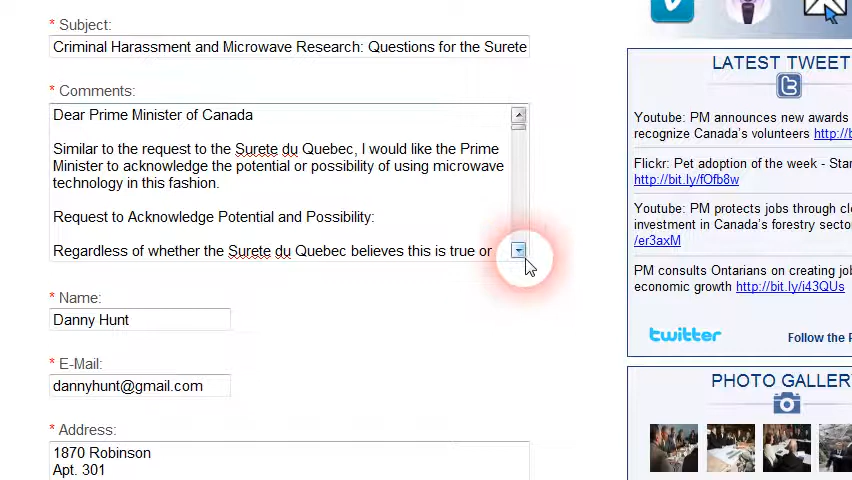 * Subject:
Criminal Harassment and Microwave Research: Questions for the Surete
* Comments:
Dear Prime Minister of Canada
Similar to the request to the Surete du Quebec, I would like the Prime
Minister to acknowledge the potential or possibility of using microwave
technology in this fashion.
Request to Acknowledge Potential and Possibility:
Regardless of whether the Surete du Quebec believes this is true or
* Name:
Danny Hunt
* E-Mail:
dannyhunt@gmail.com
* Address:
1870 Robinson
Apt. 301
LATEST TWEET
Youtube: PM announces new awards
recognize Canada's volunteers http://b
Flickr: Pet adoption of the week - Star
http://bit.ly/fOfb8w
Youtube: PM protects jobs through cl
investment in Canada's forestry secto
/er3axM
PM consults Ontarians on creating job
economic growth http://bit.ly/i43QUs
twitter
Follow the P
PHOTO GALLER